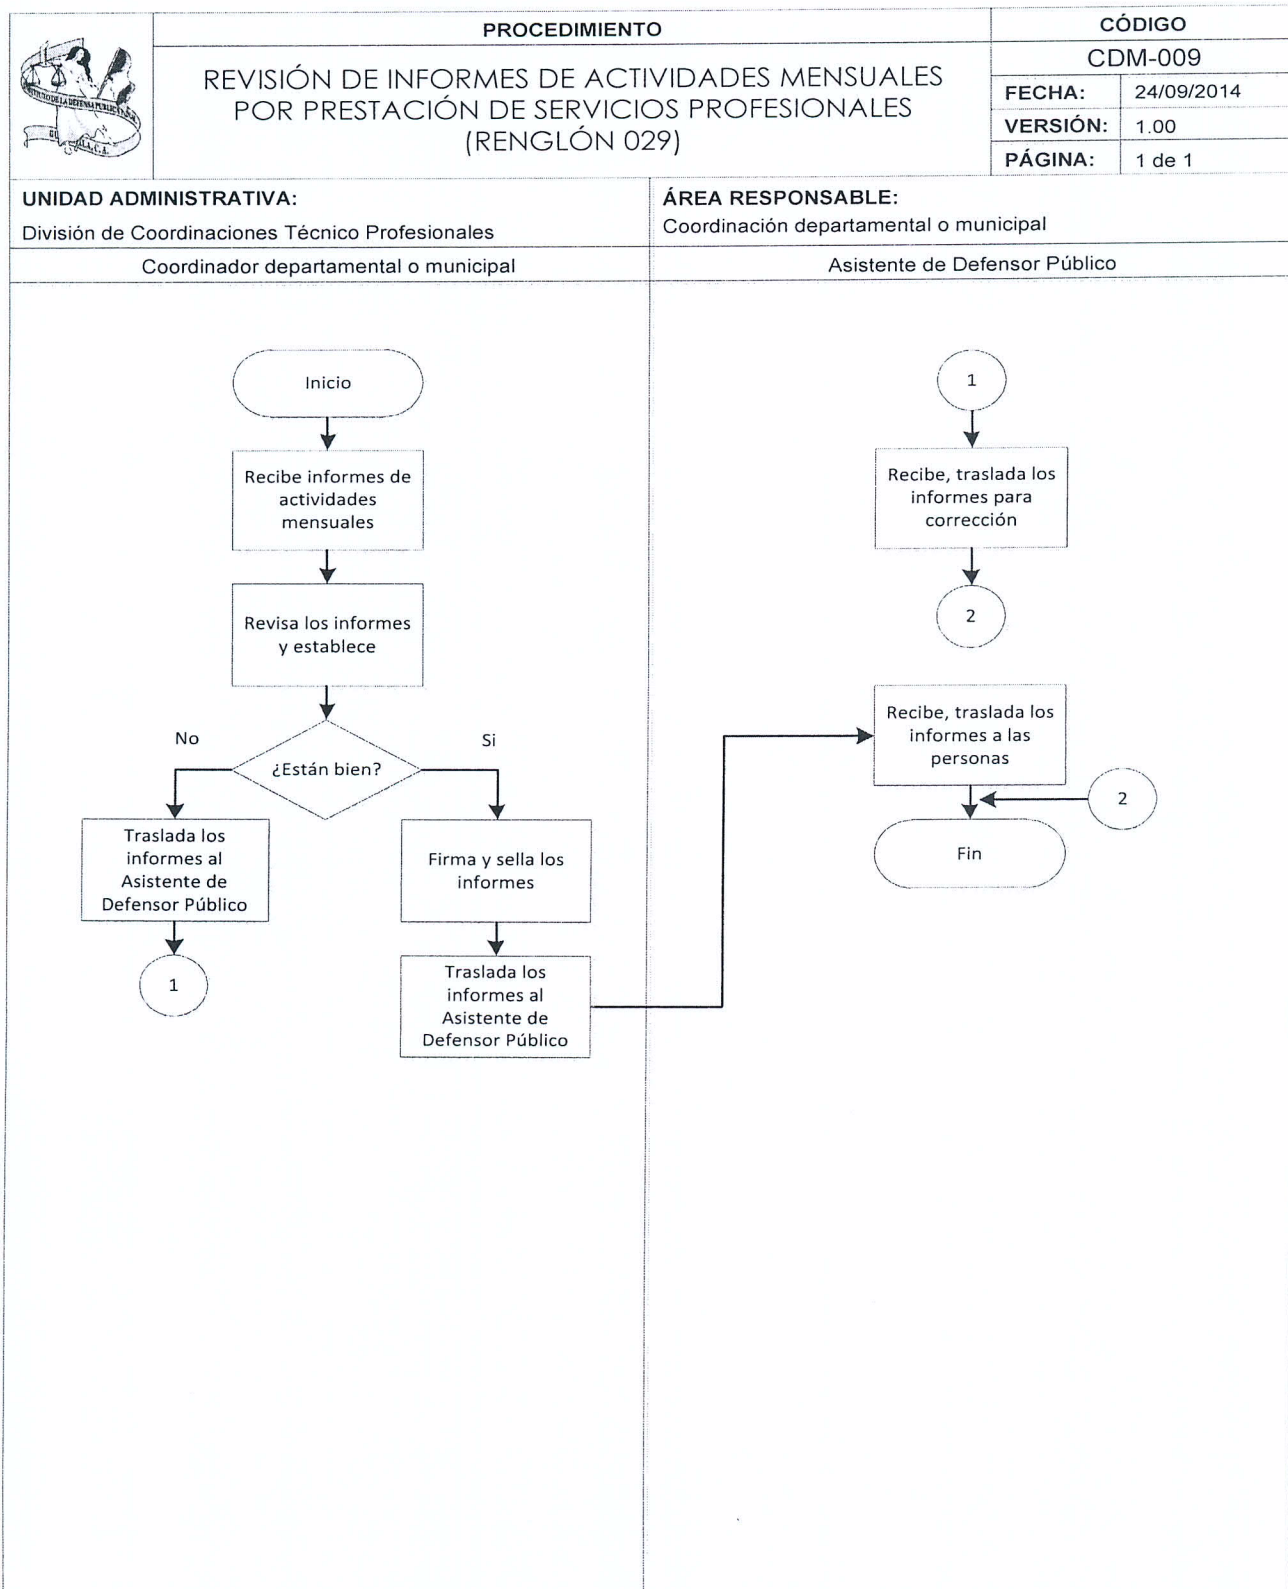 PROCEDIMIENTO
REVISIÓN DE INFORMES DE ACTIVIDADES MENSUALES
POR PRESTACIÓN DE SERVICIOS PROFESIONALES
(RENGLÓN 029)
CÓDIGO
CDM-009
FECHA: 24/09/2014
VERSIÓN: 1.00
PÁGINA: 1 de 1
UNIDAD ADMINISTRATIVA:
División de Coordinaciones Técnico Profesionales
ÁREA RESPONSABLE:
Coordinación departamental o municipal
Coordinador departamental o municipal
Asistente de Defensor Público
Inicio
Recibe informes de
actividades
mensuales
Revisa los informes
y establece
¿Están bien?
No
Si
Traslada los
informes al
Asistente de
Defensor Público
1
Firma y sella los
informes
Traslada los
informes al
Asistente de
Defensor Público
1
Recibe, traslada los
informes para
corrección
2
Recibe, traslada los
informes a las
personas
2
Fin